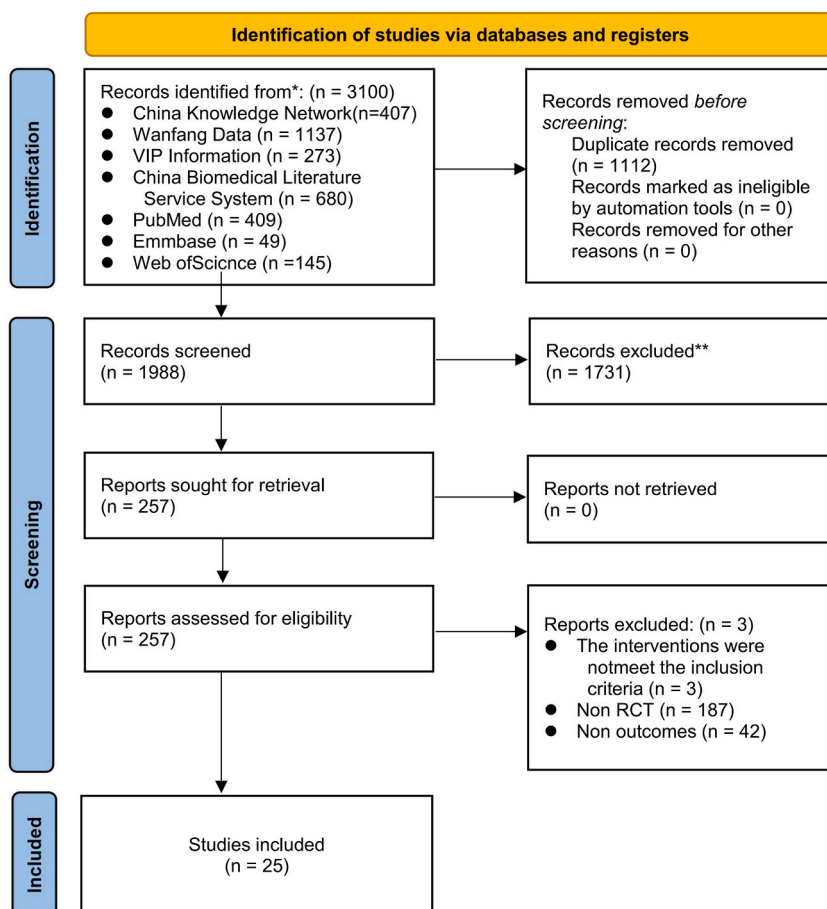 Identification of studies via databases and registers
Identification
Records identified from*: (n = 3100)
● China Knowledge Network(n=407)
● Wanfang Data (n = 1137)
● VIP Information (n = 273)
● China Biomedical Literature
Service System (n = 680)
● PubMed (n = 409)
● Emmbase (n = 49)
● Web ofScicnce (n =145)
Records removed before
screening:
Duplicate records removed
(n = 1112)
Records marked as ineligible
by automation tools (n = 0)
Records removed for other
reasons (n = 0)
Screening
Records screened
(n = 1988)
Records excluded**
(n = 1731)
Reports sought for retrieval
(n = 257)
Reports not retrieved
(n = 0)
Reports assessed for eligibility
(n = 257)
Reports excluded: (n = 3)
● The interventions were
notmeet the inclusion
criteria (n = 3)
● Non RCT (n = 187)
● Non outcomes (n = 42)
Included
Studies included
(n = 25)